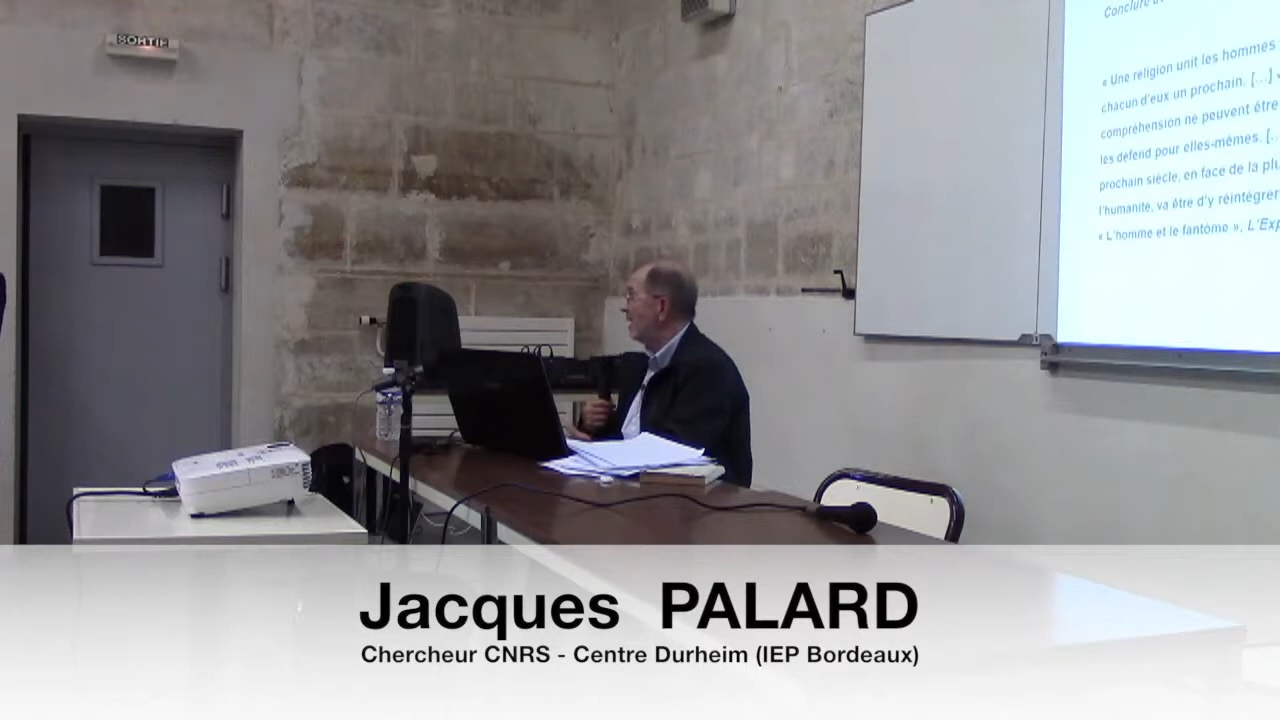 SORTIE
Conclure
« Une religion unit les hommes
chacun d'eux un prochain. [...]
compréhension ne peuvent être
les défend pour elles-mêmes. [..
prochain siècle, en face de la plu
l'humanité, va être d'y réintégrer
« L'homme et le fantôme », L'Exp
Jacques PALARD
Chercheur CNRS - Centre Durheim (IEP Bordeaux)